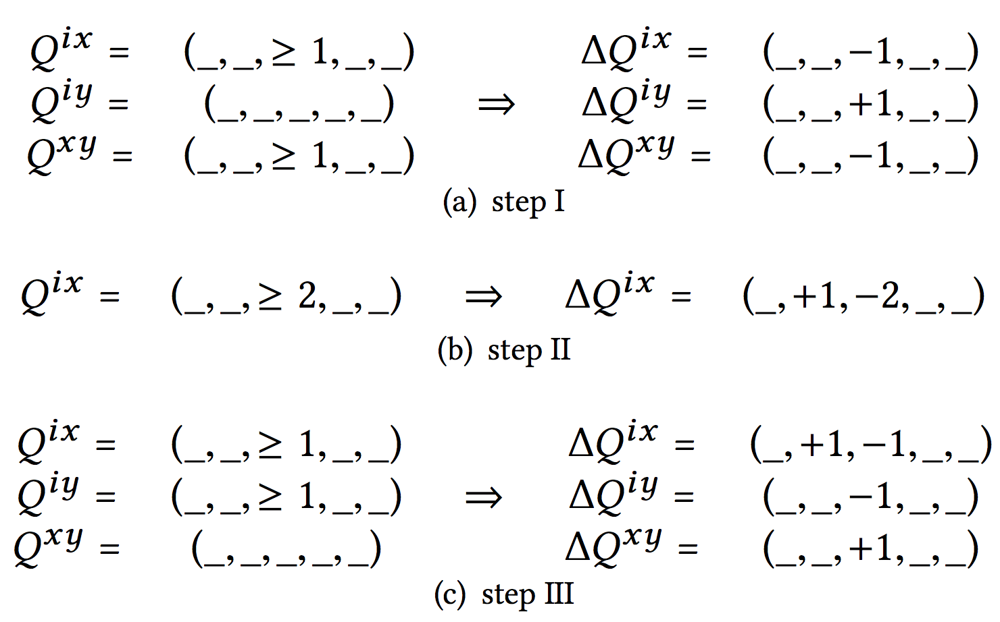 Q^{ix} = (_,_,≥ 1,_,_) ΔQ^{ix} = (_,_,−1,_,_)
Q^{iy} = (_,_,_,_,_) ⇒ ΔQ^{iy} = (_,_,+1,_,_)
Q^{xy} = (_,_,≥ 1,_,_) ΔQ^{xy} = (_,_,−1,_,_)
(a) step I
Q^{ix} = (_,_,≥ 2,_,_) ⇒ ΔQ^{ix} = (_,+1,−2,_,_)
(b) step II
Q^{ix} = (_,_,≥ 1,_,_) ΔQ^{ix} = (_,+1,−1,_,_)
Q^{iy} = (_,_,≥ 1,_,_) ⇒ ΔQ^{iy} = (_,_,−1,_,_)
Q^{xy} = (_,_,_,_,_) ΔQ^{xy} = (_,_,+1,_,_)
(c) step III